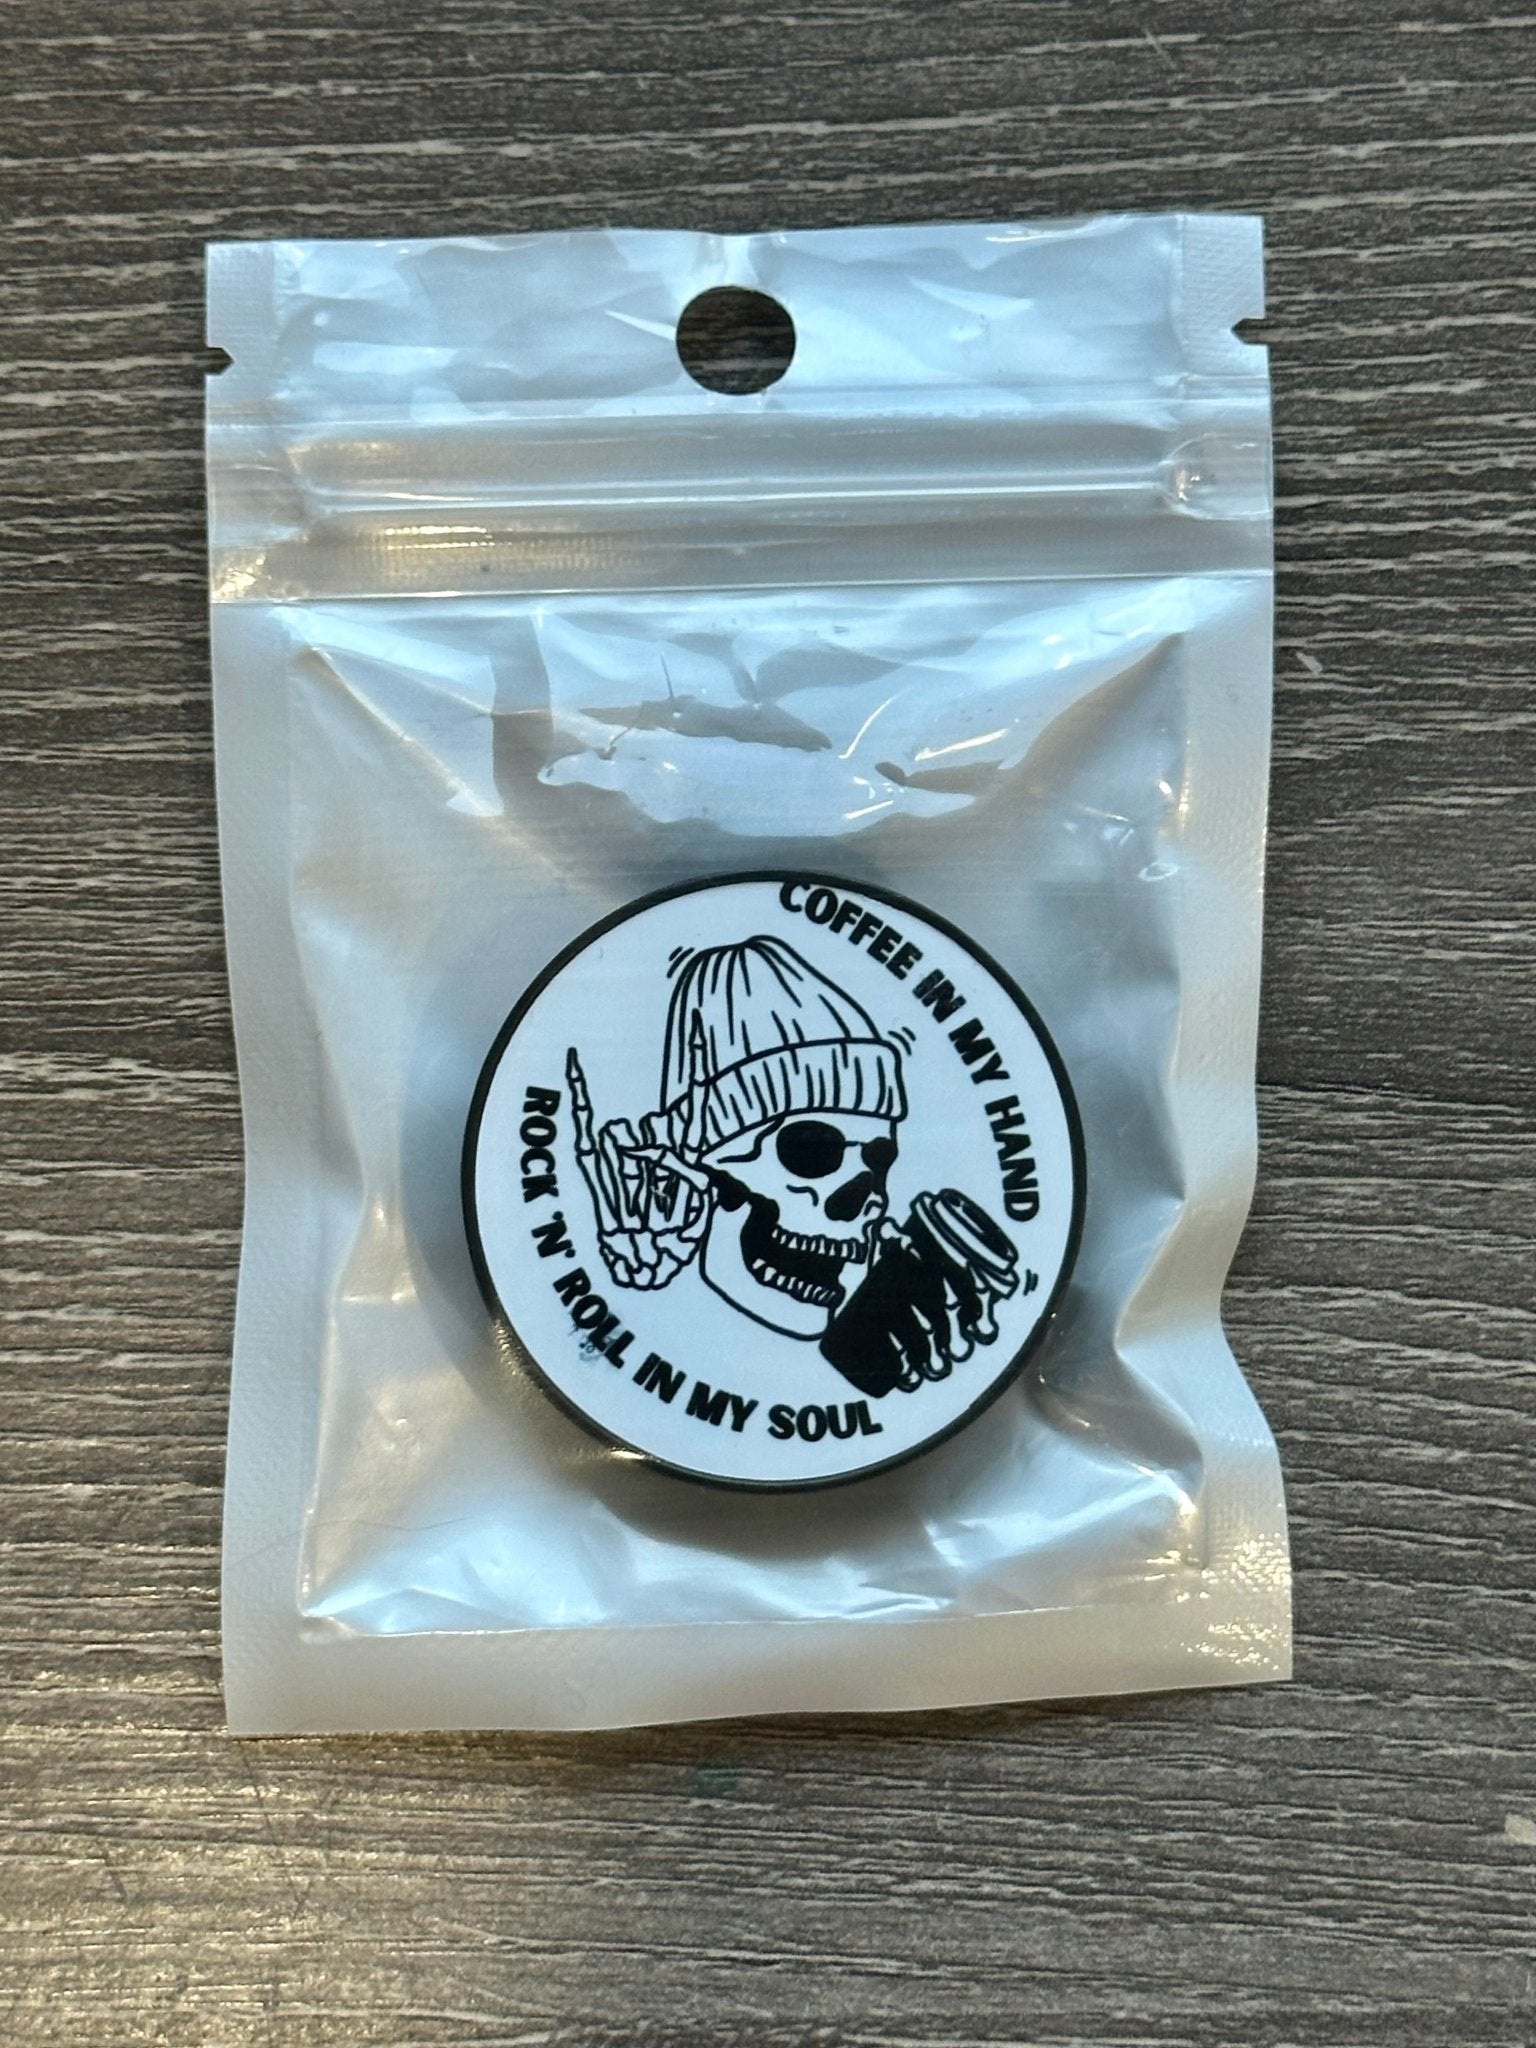 COFFEE IN MY HAND
ROCK 'N' ROLL IN MY SOUL